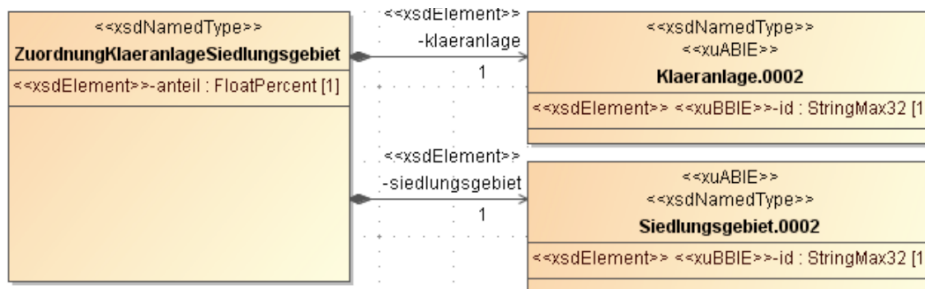 <<xsdNamedType>>
ZuordnungKlaeranlageSiedlungsgebiet
<<xsdElement>>-anteil : FloatPercent [1]
<<xsdElement>>
-klaeranlage
1
<<xsdNamedType>>
<<xuABIE>>
Klaeranlage.0002
<<xsdElement>> <<xuBBIE>>-id : StringMax32 [1
<<xsdElement>>
-siedlungsgebiet
1
<<xuABIE>>
<<xsdNamedType>>
Siedlungsgebiet.0002
<<xsdElement>> <<xuBBIE>>-id : StringMax32 [1